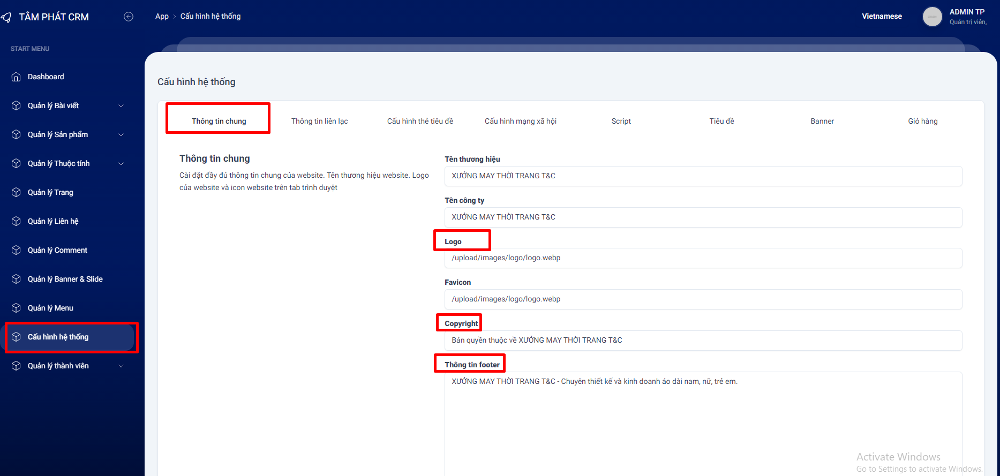 TÂM PHÁT CRM
App > Cấu hình hệ thống
Vietnamese
ADMIN TP
Quản trị viên,
START MENU
Dashboard
Quản lý Bài viết
Quản lý Sản phẩm
Quản lý Thuộc tính
Quản lý Trang
Quản lý Liên hệ
Quản lý Comment
Quản lý Banner & Slide
Quản lý Menu
Cấu hình hệ thống
Quản lý thành viên
Cấu hình hệ thống
Thông tin chung
Thông tin liên lạc
Cấu hình thẻ tiêu đề
Cấu hình mạng xã hội
Script
Tiêu đề
Banner
Giỏ hàng
Thông tin chung
Cài đặt đầy đủ thông tin chung của website. Tên thương hiệu website. Logo
của website và icon website trên tab trình duyệt
Tên thương hiệu
XƯỞNG MAY THỜI TRANG T&C
Tên công ty
XƯỞNG MAY THỜI TRANG T&C
Logo
/upload/images/logo/logo.webp
Favicon
/upload/images/logo/logo.webp
Copyright
Bản quyền thuộc về XƯỞNG MAY THỜI TRANG T&C
Thông tin footer
XƯỞNG MAY THỜI TRANG T&C - Chuyên thiết kế và kinh doanh áo dài nam, nữ, trẻ em.
Activate Windows
Go to Settings to activate Windows.